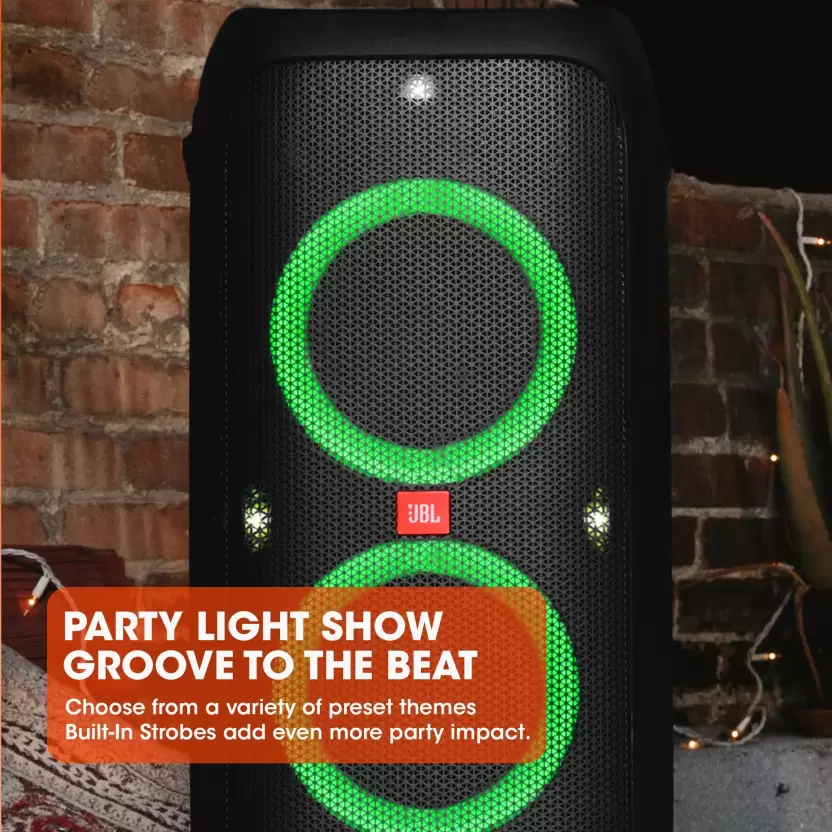 JBL
PARTY LIGHT SHOW
GROOVE TO THE BEAT
Choose from a variety of preset themes
Built-In Strobes add even more party impact.